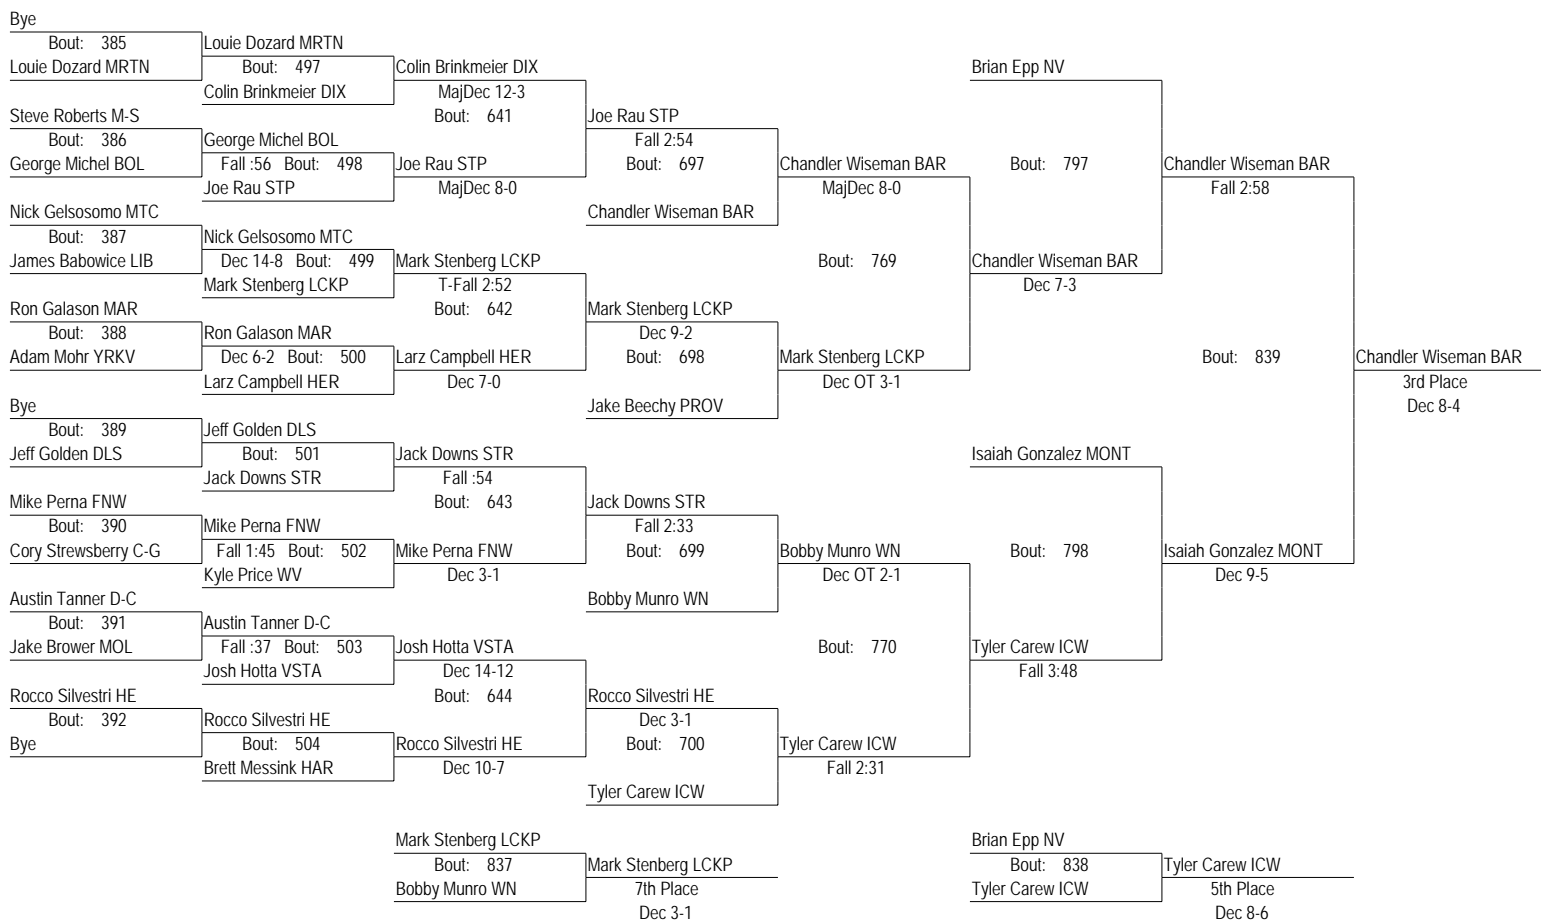 Bye
Bout: 385
Louie Dozard MRTN
Steve Roberts M-S
Bout: 386
George Michel BOL
Nick Gelsosomo MTC
Bout: 387
James Babowice LIB
Ron Galason MAR
Bout: 388
Adam Mohr YRKV
Bye
Bout: 389
Jeff Golden DLS
Mike Perna FNW
Bout: 390
Cory Strewsberry C-G
Austin Tanner D-C
Bout: 391
Jake Brower MOL
Rocco Silvestri HE
Bout: 392
Bye
Louie Dozard MRTN
Bout: 497
Colin Brinkmeier DIX
George Michel BOL
Fall :56 Bout: 498
Joe Rau STP
Nick Gelsosomo MTC
Dec 14-8 Bout: 499
Mark Stenberg LCKP
Ron Galason MAR
Dec 6-2 Bout: 500
Larz Campbell HER
Jeff Golden DLS
Bout: 501
Jack Downs STR
Mike Perna FNW
Fall 1:45 Bout: 502
Kyle Price WV
Austin Tanner D-C
Fall :37 Bout: 503
Josh Hotta VSTA
Rocco Silvestri HE
Bout: 504
Brett Messink HAR
Colin Brinkmeier DIX
MajDec 12-3
Bout: 641
Joe Rau STP
MajDec 8-0
Mark Stenberg LCKP
T-Fall 2:52
Bout: 642
Larz Campbell HER
Dec 7-0
Jack Downs STR
Fall :54
Bout: 643
Mike Perna FNW
Dec 3-1
Josh Hotta VSTA
Dec 14-12
Bout: 644
Rocco Silvestri HE
Dec 10-7
Joe Rau STP
Fall 2:54
Bout: 697
Chandler Wiseman BAR
Mark Stenberg LCKP
Dec 9-2
Bout: 698
Jake Beechy PROV
Jack Downs STR
Fall 2:33
Bout: 699
Bobby Munro WN
Rocco Silvestri HE
Dec 3-1
Bout: 700
Tyler Carew ICW
Chandler Wiseman BAR
MajDec 8-0
Bout: 769
Mark Stenberg LCKP
Dec OT 3-1
Bobby Munro WN
Dec OT 2-1
Bout: 770
Tyler Carew ICW
Fall 2:31
Brian Epp NV
Bout: 797
Chandler Wiseman BAR
Dec 7-3
Isaiah Gonzalez MONT
Bout: 798
Tyler Carew ICW
Fall 3:48
Chandler Wiseman BAR
Fall 2:58
Bout: 839
Isaiah Gonzalez MONT
Dec 9-5
Chandler Wiseman BAR
3rd Place
Dec 8-4
Mark Stenberg LCKP
Bout: 837
Bobby Munro WN
Mark Stenberg LCKP
7th Place
Dec 3-1
Brian Epp NV
Bout: 838
Tyler Carew ICW
Tyler Carew ICW
5th Place
Dec 8-6